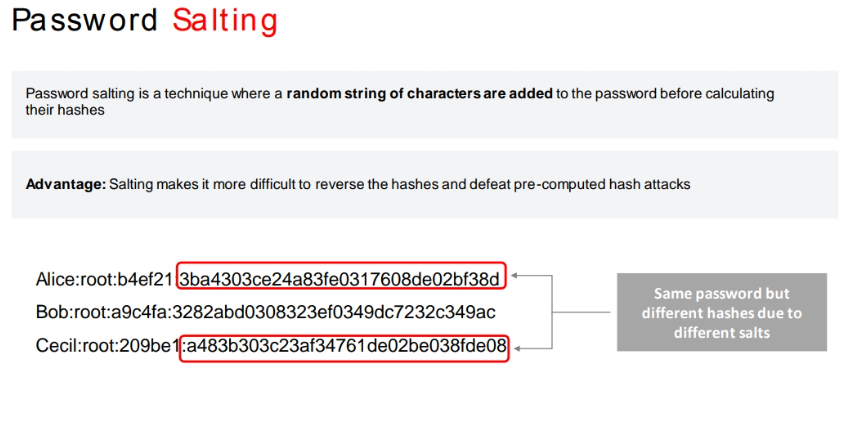 Password Salting
Password salting is a technique where a random string of characters are added to the password before calculating
their hashes
Advantage: Salting makes it more difficult to reverse the hashes and defeat pre-computed hash attacks
Alice:root:b4ef21:3ba4303ce24a83fe0317608de02bf38d
Bob:root:a9c4fa:3282abd0308323ef0349dc7232c349ac
Cecil:root:209be1:a483b303c23af34761de02be038fde08
Same password but
different hashes due to
different salts